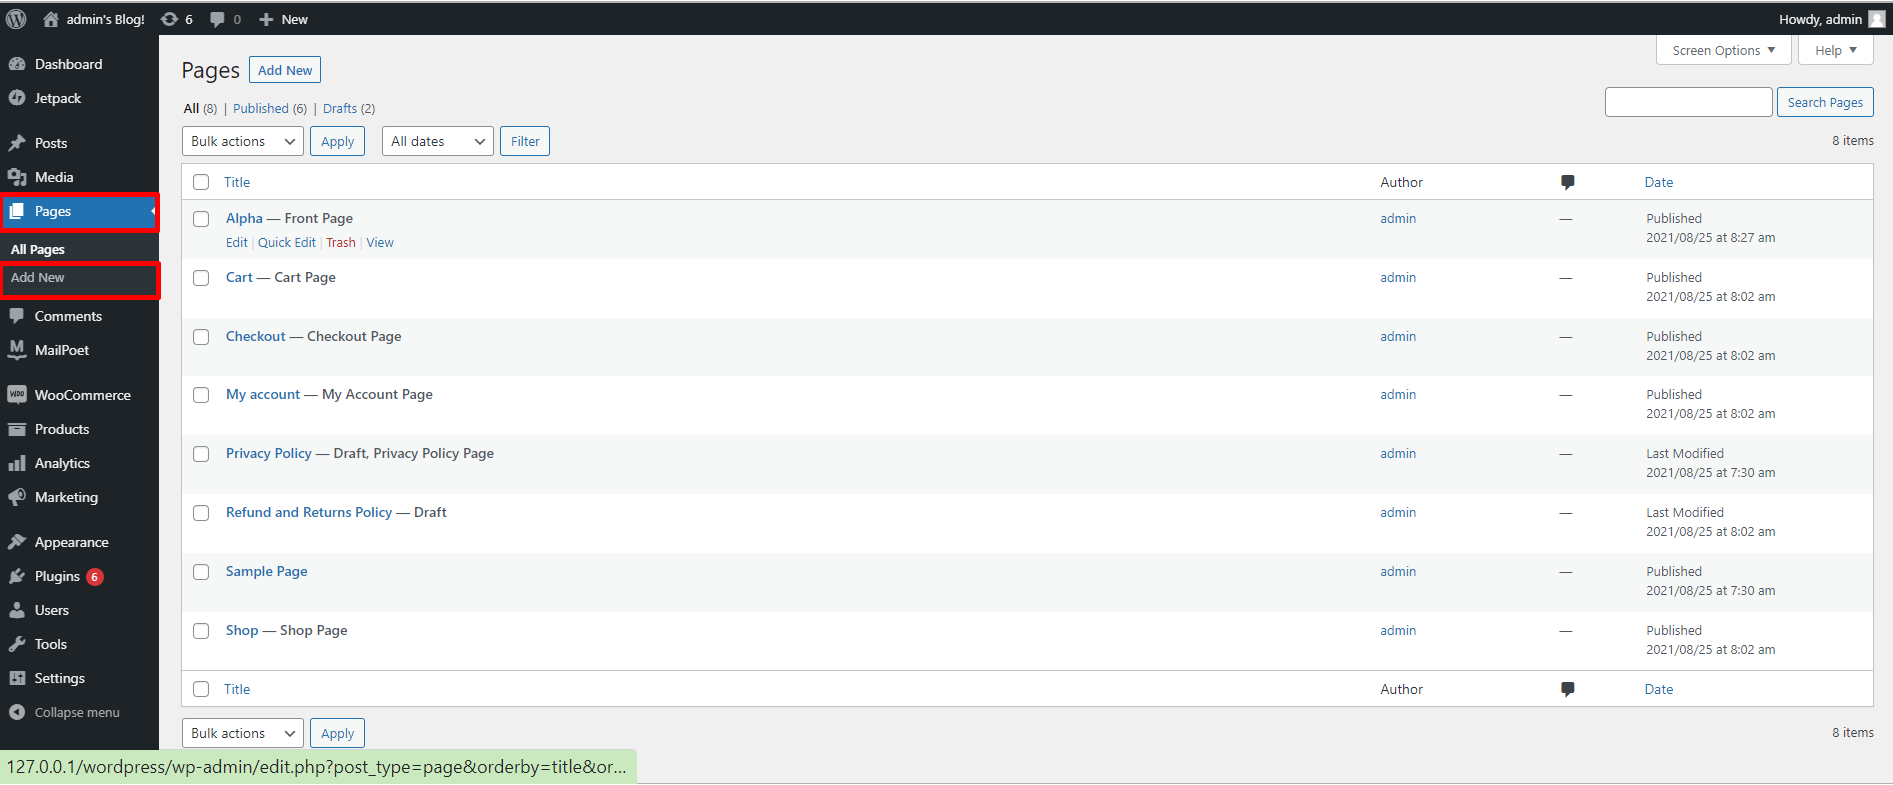 admin's Blog! 6 0 New Howdy, admin
Screen Options Help
Dashboard
Jetpack
Posts
Media
Pages
All Pages
Add New
Comments
MailPoet
WooCommerce
Products
Analytics
Marketing
Appearance
Plugins 6
Users
Tools
Settings
Collapse menu
Pages Add New
All (8) | Published (6) | Drafts (2)
Search Pages
Bulk actions Apply All dates Filter 8 items
Title Author Date
Alpha — Front Page admin — Published
Edit | Quick Edit | Trash | View 2021/08/25 at 8:27 am
Cart — Cart Page admin — Published
2021/08/25 at 8:02 am
Checkout — Checkout Page admin — Published
2021/08/25 at 8:02 am
My account — My Account Page admin — Published
2021/08/25 at 8:02 am
Privacy Policy — Draft, Privacy Policy Page admin — Last Modified
2021/08/25 at 7:30 am
Refund and Returns Policy — Draft admin — Last Modified
2021/08/25 at 8:02 am
Sample Page admin — Published
2021/08/25 at 7:30 am
Shop — Shop Page admin — Published
2021/08/25 at 8:02 am
Title Author Date
Bulk actions Apply 8 items
127.0.0.1/wordpress/wp-admin/edit.php?post_type=page&orderby=title&or...